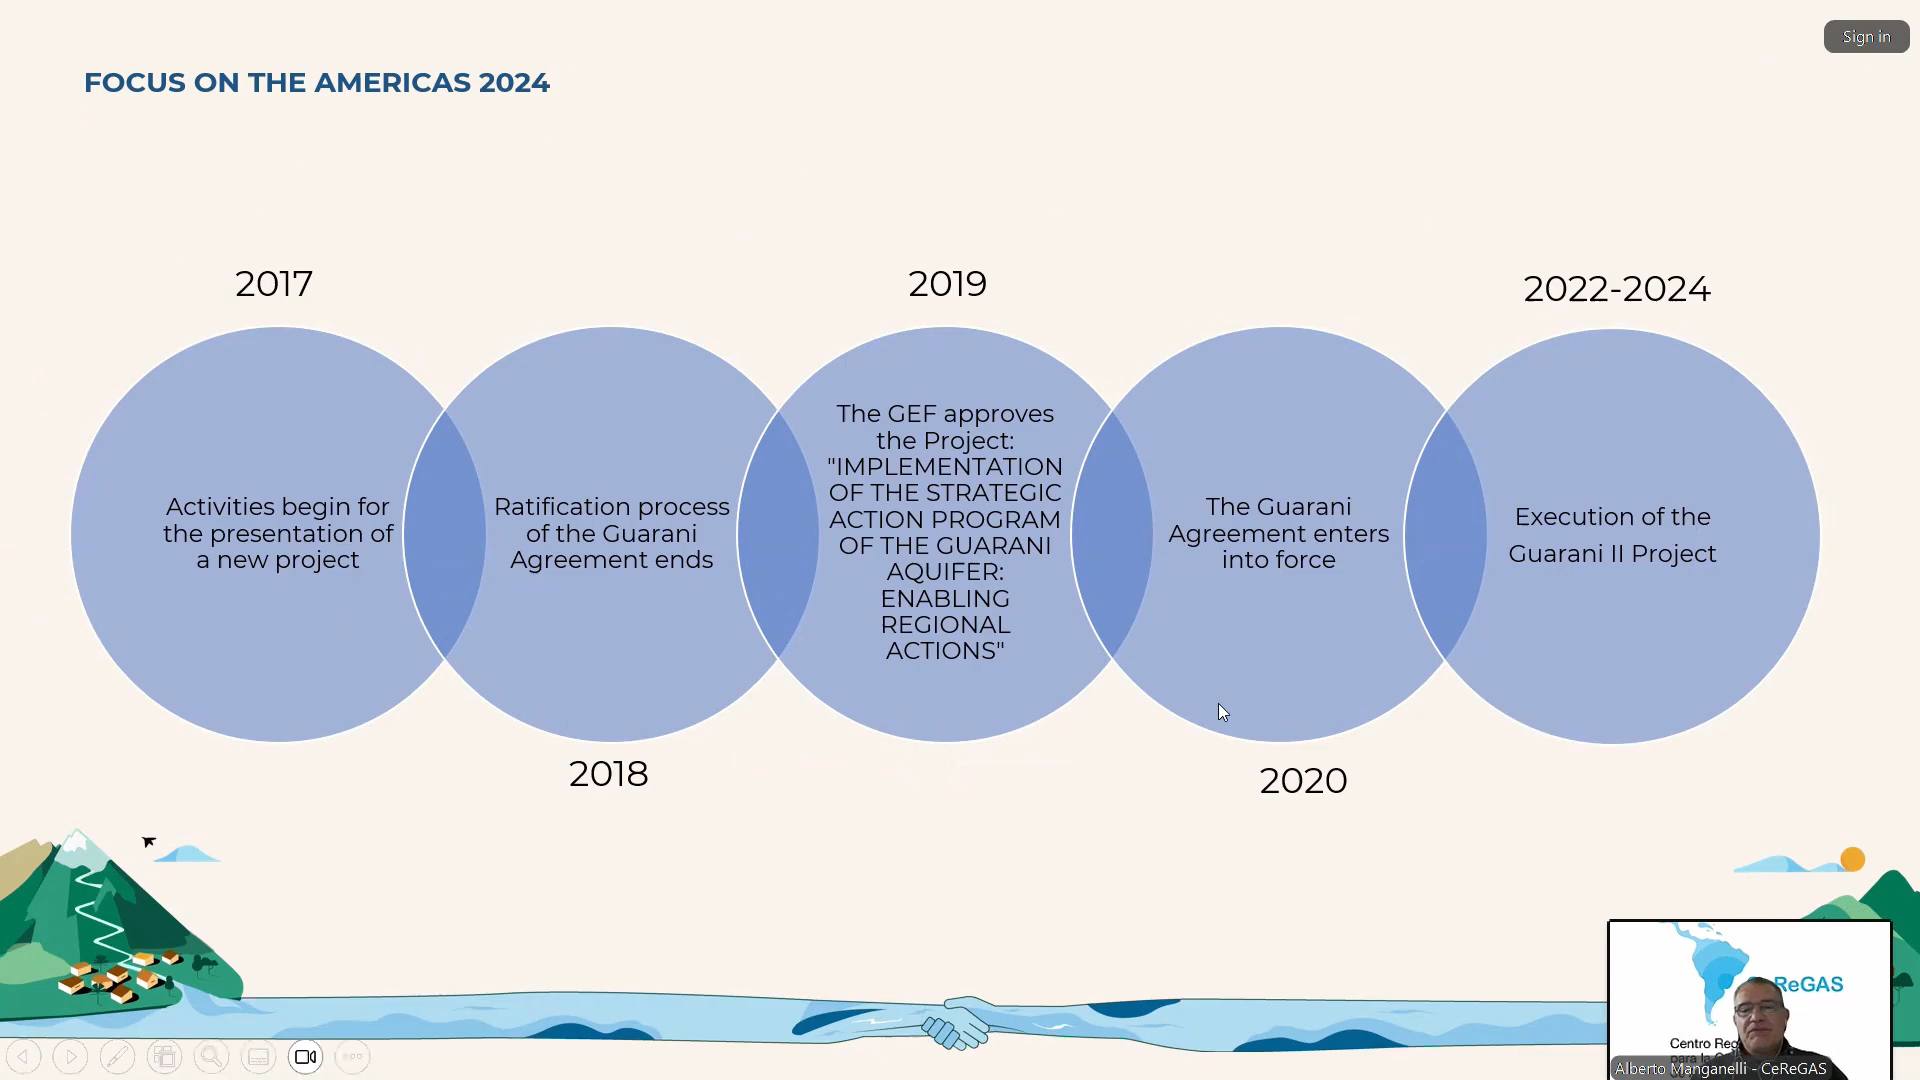 Sign in
FOCUS ON THE AMERICAS 2024
2017
2019
2022-2024
Activities begin for
the presentation of
a new project
Ratification process
of the Guarani
Agreement ends
The GEF approves
the Project:
"IMPLEMENTATION
OF THE STRATEGIC
ACTION PROGRAM
OF THE GUARANI
AQUIFER:
ENABLING
REGIONAL
ACTIONS"
The Guarani
Agreement enters
into force
Execution of the
Guarani II Project
2018
2020
ReGAS
Centro
para la
Alberto Manganelli - CeReGAS